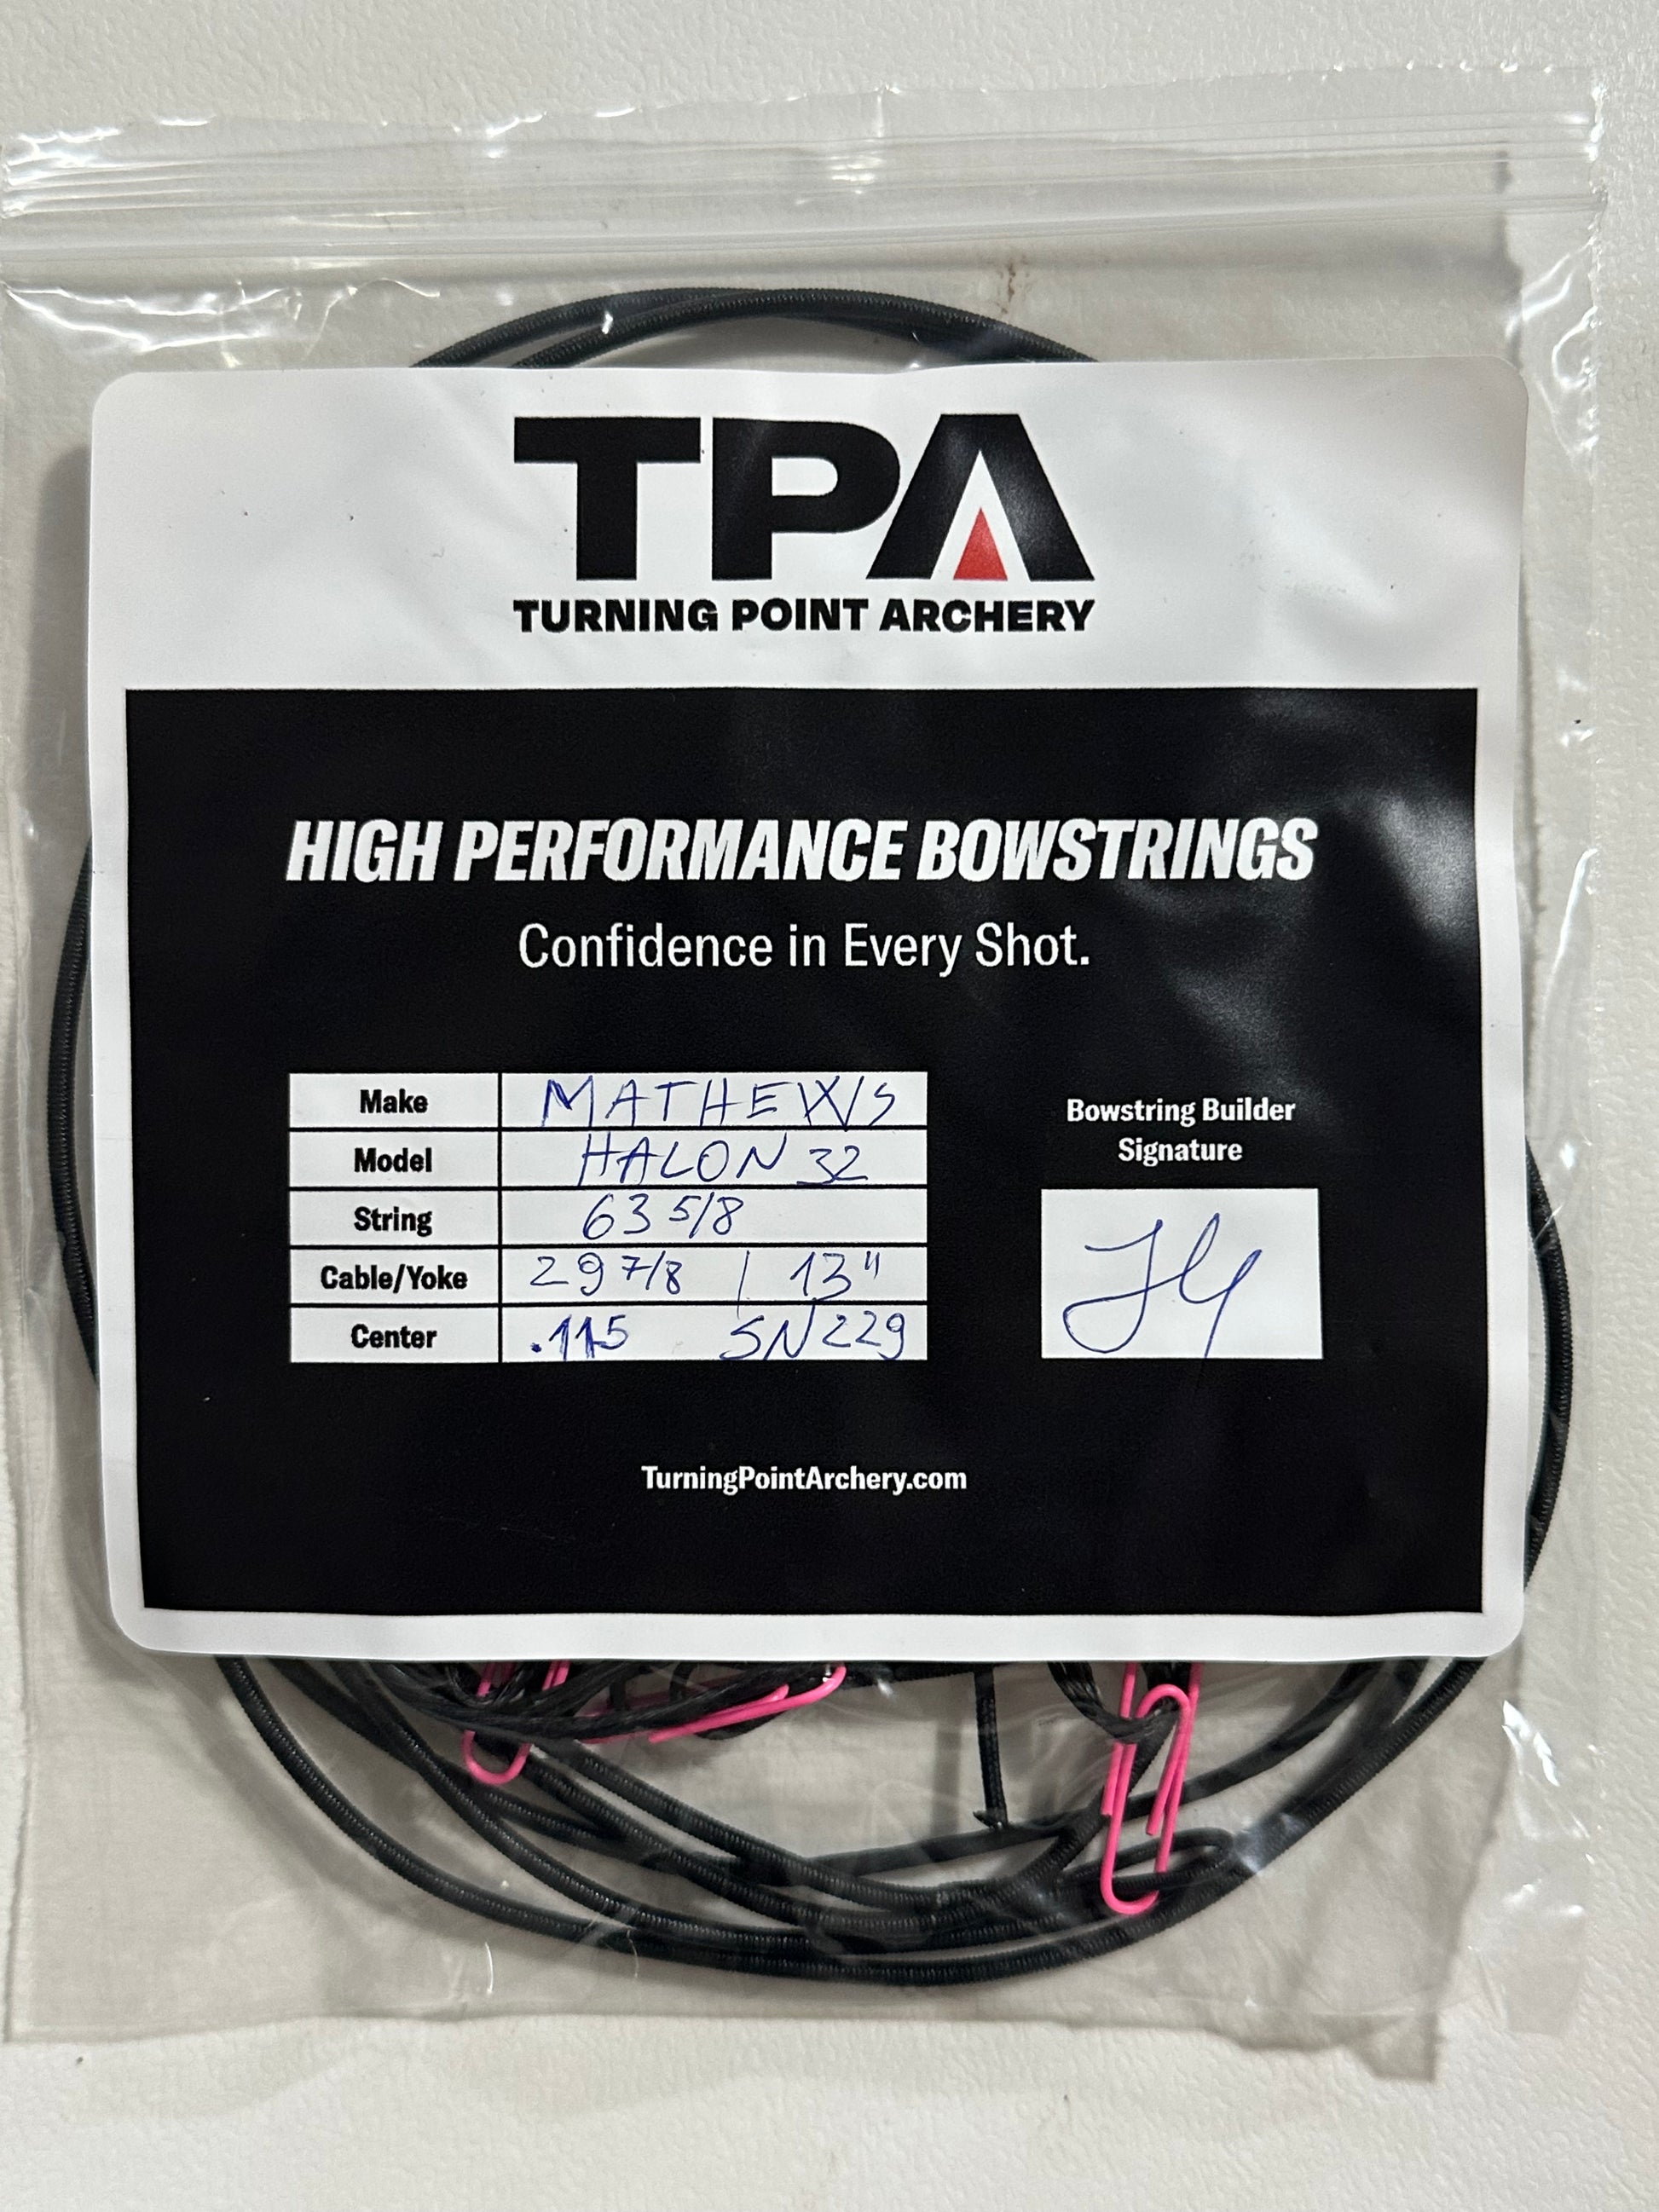 TPA
TURNING POINT ARCHERY
HIGH PERFORMANCE BOWSTRINGS
Confidence in Every Shot.
Make MATHEWS
Model HALON 32
String 63 5/8
Cable/Yoke 29 7/8 | 13"
Center .115 SN229
Bowstring Builder
Signature
TurningPointArchery.com